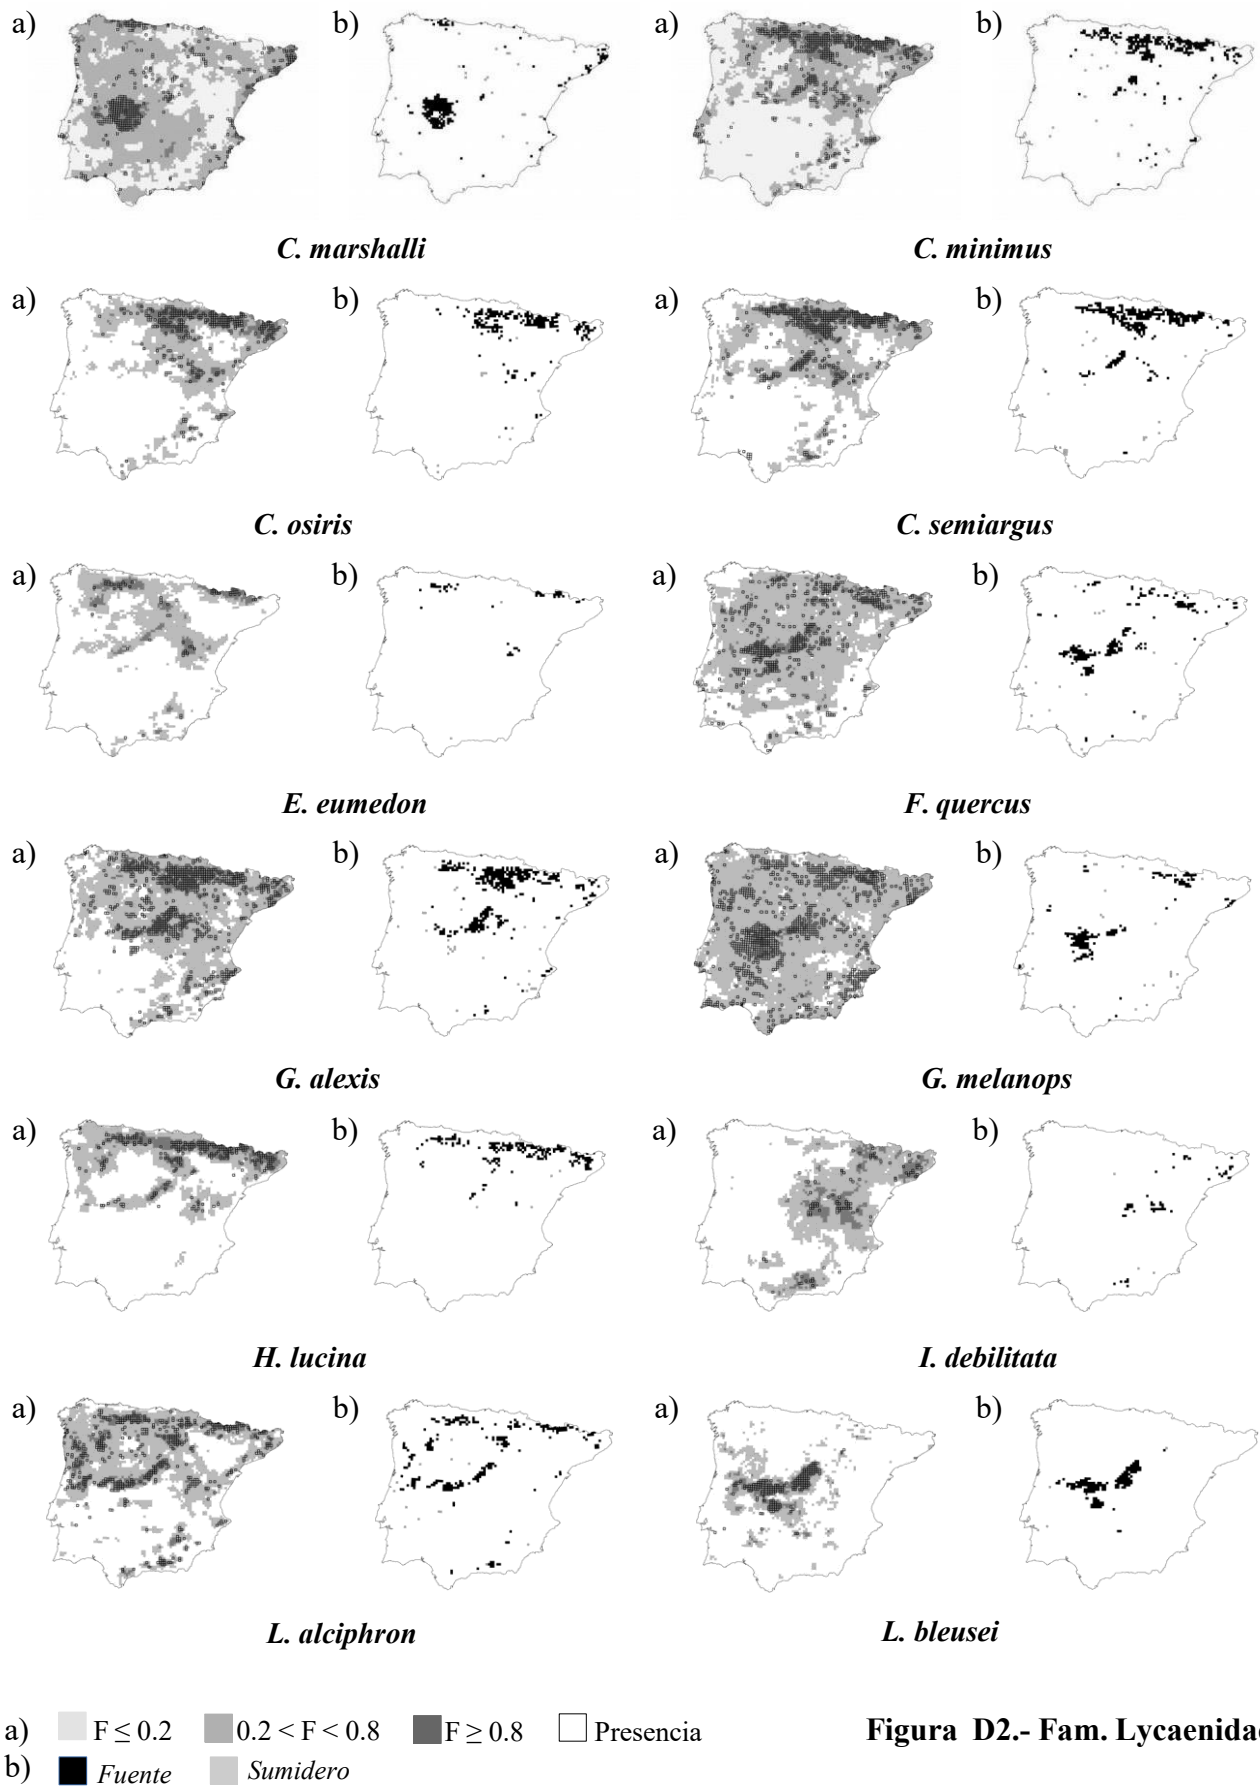 a) b) a) b)
C. marshalli C. minimus
a) b) a) b)
C. osiris C. semiargus
a) b) a) b)
E. eumedon F. quercus
a) b) a) b)
G. alexis G. melanops
a) b) a) b)
H. lucina I. debilitata
a) b) a) b)
L. alciphron L. bleusei
a) F ≤ 0.2 0.2 < F < 0.8 F ≥ 0.8 Presencia Figura D2.- Fam. Lycaenidae
b) Fuente Sumidero